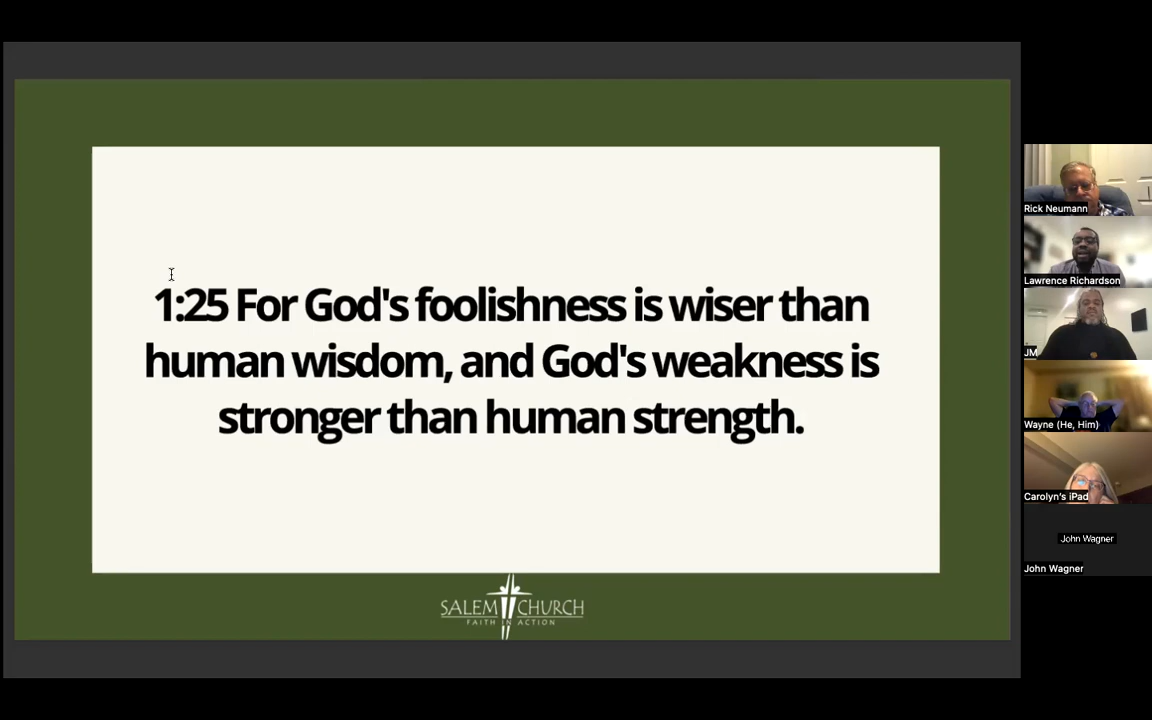 1:25 For God's foolishness is wiser than
human wisdom, and God's weakness is
stronger than human strength.
SALEM CHURCH
FAITH IN ACTION
Rick Neumann
Lawrence Richardson
JM
Wayne (He, Him)
Carolyn's iPad
John Wagner
John Wagner